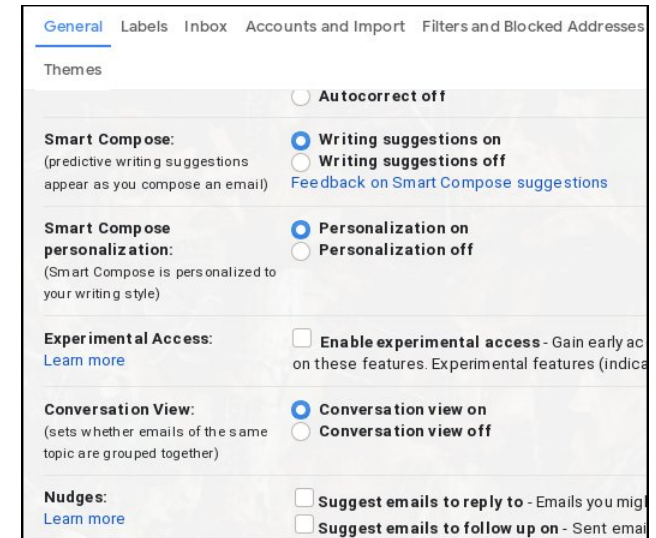 General Labels Inbox Accounts and Import Filters and Blocked Addresses
Themes
Autocorrect off
Smart Compose:
(predictive writing suggestions
appear as you compose an email)
Writing suggestions on
Writing suggestions off
Feedback on Smart Compose suggestions
Smart Compose
personalization:
(Smart Compose is personalized to
your writing style)
Personalization on
Personalization off
Experimental Access:
Learn more
Enable experimental access - Gain early ac
on these features. Experimental features (indica
Conversation View:
(sets whether emails of the same
topic are grouped together)
Conversation view on
Conversation view off
Nudges:
Learn more
Suggest emails to reply to - Emails you mig
Suggest emails to follow up on - Sent emai